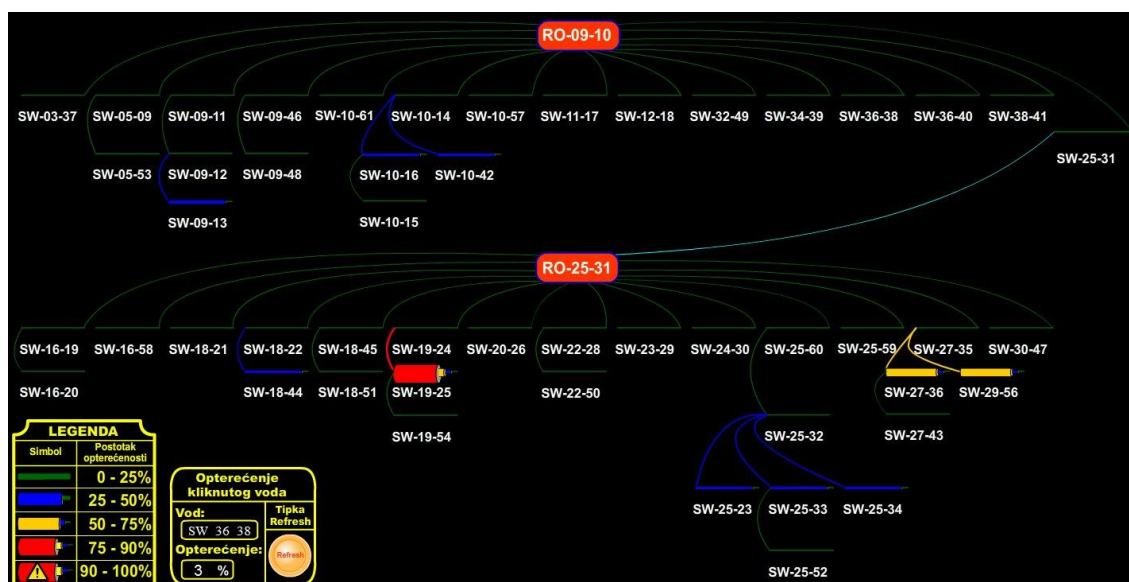 RO-09-10
SW-03-37 SW-05-09 SW-09-11 SW-09-46 SW-10-61 SW-10-14 SW-10-57 SW-11-17 SW-12-18 SW-32-49 SW-34-39 SW-36-38 SW-36-40 SW-38-41
SW-25-31
SW-05-53 SW-09-12 SW-09-48 SW-10-16 SW-10-42
SW-09-13 SW-10-15
RO-25-31
SW-16-19 SW-16-58 SW-18-21 SW-18-22 SW-18-45 SW-19-24 SW-20-26 SW-22-28 SW-23-29 SW-24-30 SW-25-60 SW-25-59 SW-27-35 SW-30-47
SW-16-20 SW-18-44 SW-18-51 SW-19-25 SW-22-50 SW-27-36 SW-29-56
SW-19-54 SW-25-32 SW-27-43
SW-25-23 SW-25-33 SW-25-34
SW-25-52
LEGENDA
Simbol Postotak
opterećenosti
0 - 25%
25 - 50%
50 - 75%
75 - 90%
90 - 100%
Opterećenje
kliknutog voda
Vod:
SW 36 38
Opterećenje:
3 %
Tipka
Refresh
Refresh